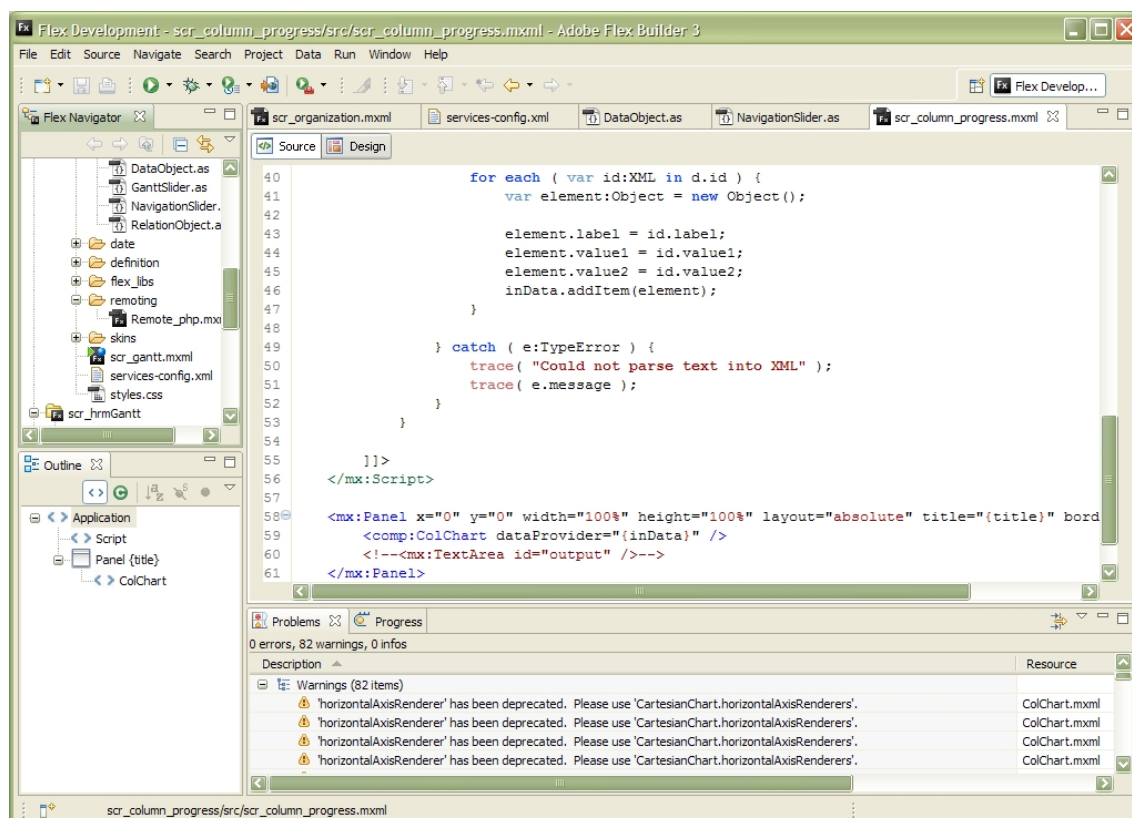 Flex Development - scr_column_progress/src/scr_column_progress.mxml - Adobe Flex Builder 3
File Edit Source Navigate Search Project Data Run Window Help
Flex Develop...
Flex Navigator
DataObject.as
GanttSlider.as
NavigationSlider.
RelationObject.a
date
definition
flex_libs
remoting
Remote_php.mx
skins
scr_gantt.mxml
services-config.xml
styles.css
scr_hrmGantt
Outline
Application
Script
Panel {title}
ColChart
scr_organization.mxml services-config.xml DataObject.as NavigationSlider.as scr_column_progress.mxml
Source Design
40 for each ( var id:XML in d.id ) {
41 var element:Object = new Object();
42
43 element.label = id.label;
44 element.value1 = id.value1;
45 element.value2 = id.value2;
46 inData.addItem(element);
47 }
48
49 } catch ( e:TypeError ) {
50 trace( "Could not parse text into XML" );
51 trace( e.message );
52 }
53 }
54
55 ]]>
56 </mx:Script>
57
58 <mx:Panel x="0" y="0" width="100%" height="100%" layout="absolute" title="{title}" bord
59 <comp:ColChart dataProvider="{inData}" />
60 <!--<mx:TextArea id="output" />-->
61 </mx:Panel>
Problems Progress
0 errors, 82 warnings, 0 infos
Description Resource
Warnings (82 items)
'horizontalAxisRenderer' has been deprecated. Please use 'CartesianChart.horizontalAxisRenderers'. ColChart.mxml
'horizontalAxisRenderer' has been deprecated. Please use 'CartesianChart.horizontalAxisRenderers'. ColChart.mxml
'horizontalAxisRenderer' has been deprecated. Please use 'CartesianChart.horizontalAxisRenderers'. ColChart.mxml
'horizontalAxisRenderer' has been deprecated. Please use 'CartesianChart.horizontalAxisRenderers'. ColChart.mxml
scr_column_progress/src/scr_column_progress.mxml